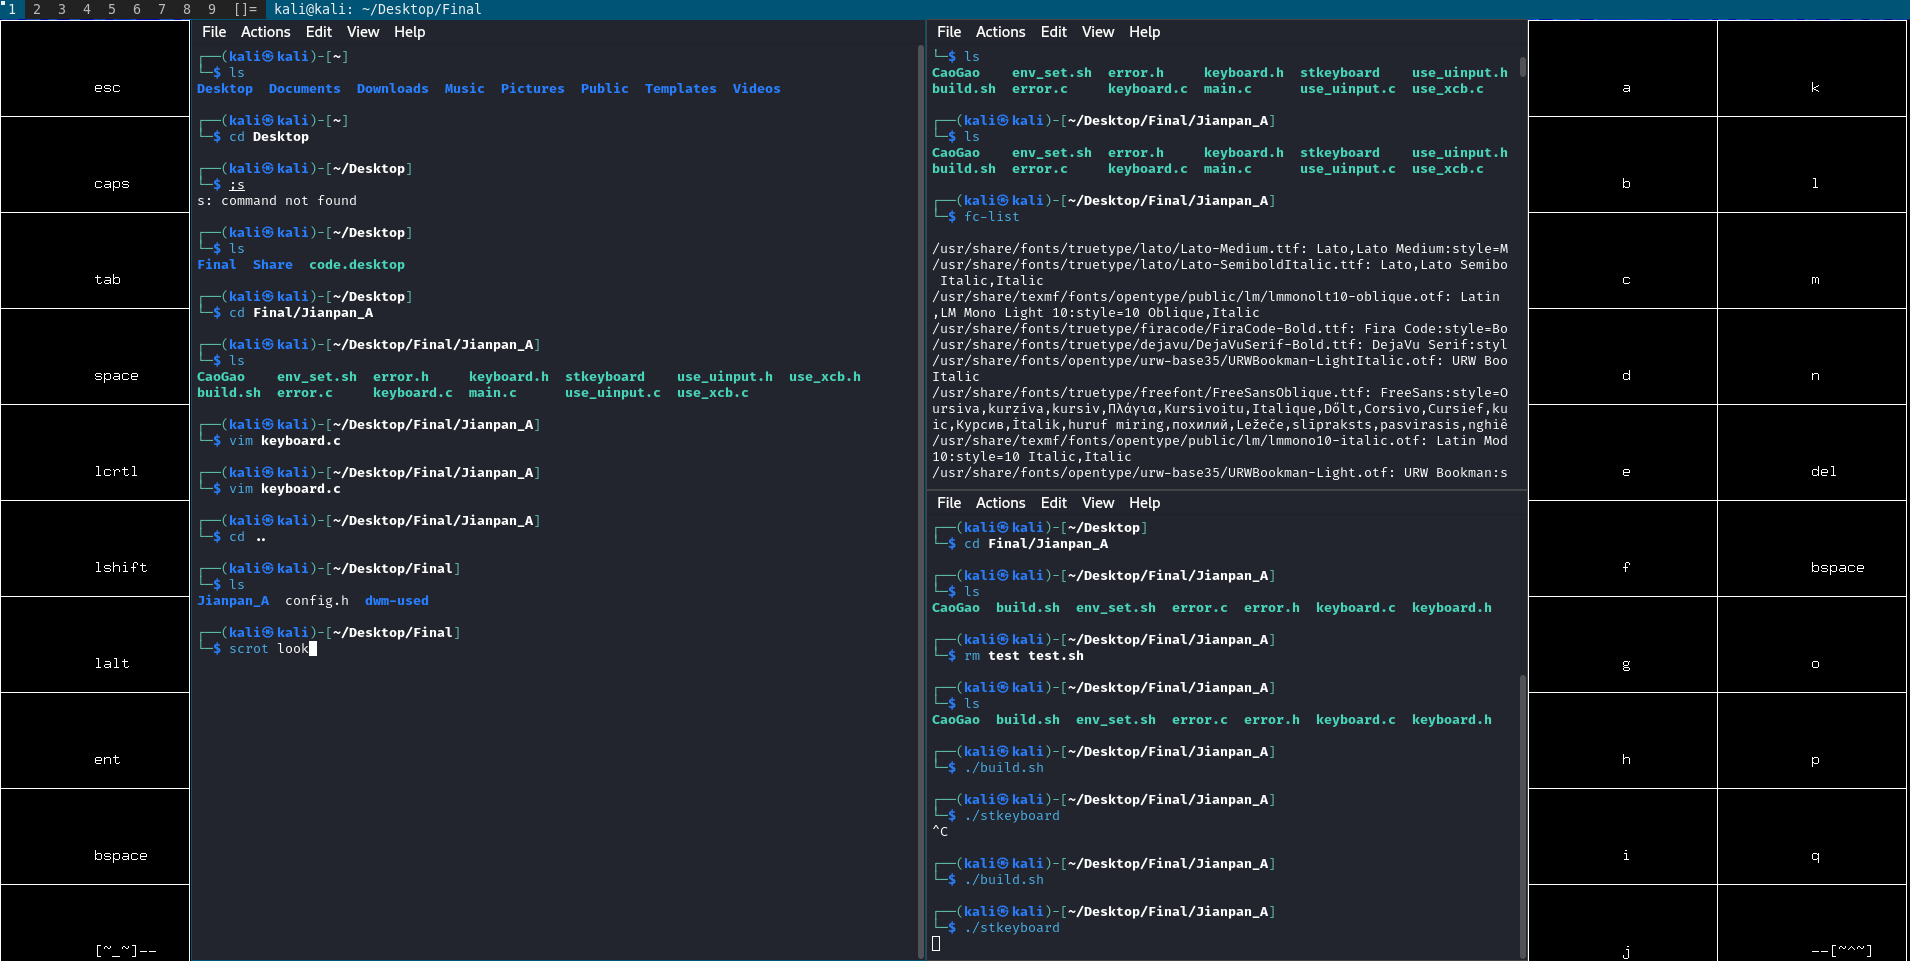 1 2 3 4 5 6 7 8 9 []= kali@kali: ~/Desktop/Final
esc
caps
tab
space
lcrtl
lshift
lalt
ent
bspace
[~_~]--
File Actions Edit View Help
┌──(kali㉿kali)-[~]
└─$ ls
Desktop Documents Downloads Music Pictures Public Templates Videos
┌──(kali㉿kali)-[~]
└─$ cd Desktop
┌──(kali㉿kali)-[~/Desktop]
└─$ ;s
s: command not found
┌──(kali㉿kali)-[~/Desktop]
└─$ ls
Final Share code.desktop
┌──(kali㉿kali)-[~/Desktop]
└─$ cd Final/Jianpan_A
┌──(kali㉿kali)-[~/Desktop/Final/Jianpan_A]
└─$ ls
CaoGao env_set.sh error.h keyboard.h stkeyboard use_uinput.h use_xcb.h
build.sh error.c keyboard.c main.c use_uinput.c use_xcb.c
┌──(kali㉿kali)-[~/Desktop/Final/Jianpan_A]
└─$ vim keyboard.c
┌──(kali㉿kali)-[~/Desktop/Final/Jianpan_A]
└─$ vim keyboard.c
┌──(kali㉿kali)-[~/Desktop/Final/Jianpan_A]
└─$ cd ..
┌──(kali㉿kali)-[~/Desktop/Final]
└─$ ls
Jianpan_A config.h dwm-used
┌──(kali㉿kali)-[~/Desktop/Final]
└─$ scrot look
File Actions Edit View Help
└─$ ls
CaoGao env_set.sh error.h keyboard.h stkeyboard use_uinput.h
build.sh error.c keyboard.c main.c use_uinput.c use_xcb.c
┌──(kali㉿kali)-[~/Desktop/Final/Jianpan_A]
└─$ ls
CaoGao env_set.sh error.h keyboard.h stkeyboard use_uinput.h
build.sh error.c keyboard.c main.c use_uinput.c use_xcb.c
┌──(kali㉿kali)-[~/Desktop/Final/Jianpan_A]
└─$ fc-list
/usr/share/fonts/truetype/lato/Lato-Medium.ttf: Lato,Lato Medium:style=M
/usr/share/fonts/truetype/lato/Lato-SemiboldItalic.ttf: Lato,Lato Semibo
Italic,Italic
/usr/share/texmf/fonts/opentype/public/lm/lmmonolt10-oblique.otf: Latin
,LM Mono Light 10:style=10 Oblique,Italic
/usr/share/fonts/truetype/firacode/FiraCode-Bold.ttf: Fira Code:style=Bo
/usr/share/fonts/truetype/dejavu/DejaVuSerif-Bold.ttf: DejaVu Serif:styl
/usr/share/fonts/opentype/urw-base35/URWBookman-LightItalic.otf: URW Boo
Italic
/usr/share/fonts/truetype/freefont/FreeSansOblique.ttf: FreeSans:style=O
ursiva,kurzíva,kursiv,Πλάγια,Kursivoitu,Italique,Dőlt,Corsivo,Cursief,ku
ic,Курсив,İtalik,huruf miring,похилий,Ležeče,slīpraksts,pasvirasis,nghiê
/usr/share/texmf/fonts/opentype/public/lm/lmmono10-italic.otf: Latin Mod
10:style=10 Italic,Italic
/usr/share/fonts/opentype/urw-base35/URWBookman-Light.otf: URW Bookman:s
File Actions Edit View Help
┌──(kali㉿kali)-[~/Desktop]
└─$ cd Final/Jianpan_A
┌──(kali㉿kali)-[~/Desktop/Final/Jianpan_A]
└─$ ls
CaoGao build.sh env_set.sh error.c error.h keyboard.c keyboard.h
┌──(kali㉿kali)-[~/Desktop/Final/Jianpan_A]
└─$ rm test test.sh
┌──(kali㉿kali)-[~/Desktop/Final/Jianpan_A]
└─$ ls
CaoGao build.sh env_set.sh error.c error.h keyboard.c keyboard.h
┌──(kali㉿kali)-[~/Desktop/Final/Jianpan_A]
└─$ ./build.sh
┌──(kali㉿kali)-[~/Desktop/Final/Jianpan_A]
└─$ ./stkeyboard
^C
┌──(kali㉿kali)-[~/Desktop/Final/Jianpan_A]
└─$ ./build.sh
┌──(kali㉿kali)-[~/Desktop/Final/Jianpan_A]
└─$ ./stkeyboard
a
b
c
d
e
f
g
h
i
j
k
l
m
n
del
bspace
o
p
q
--[~^~]